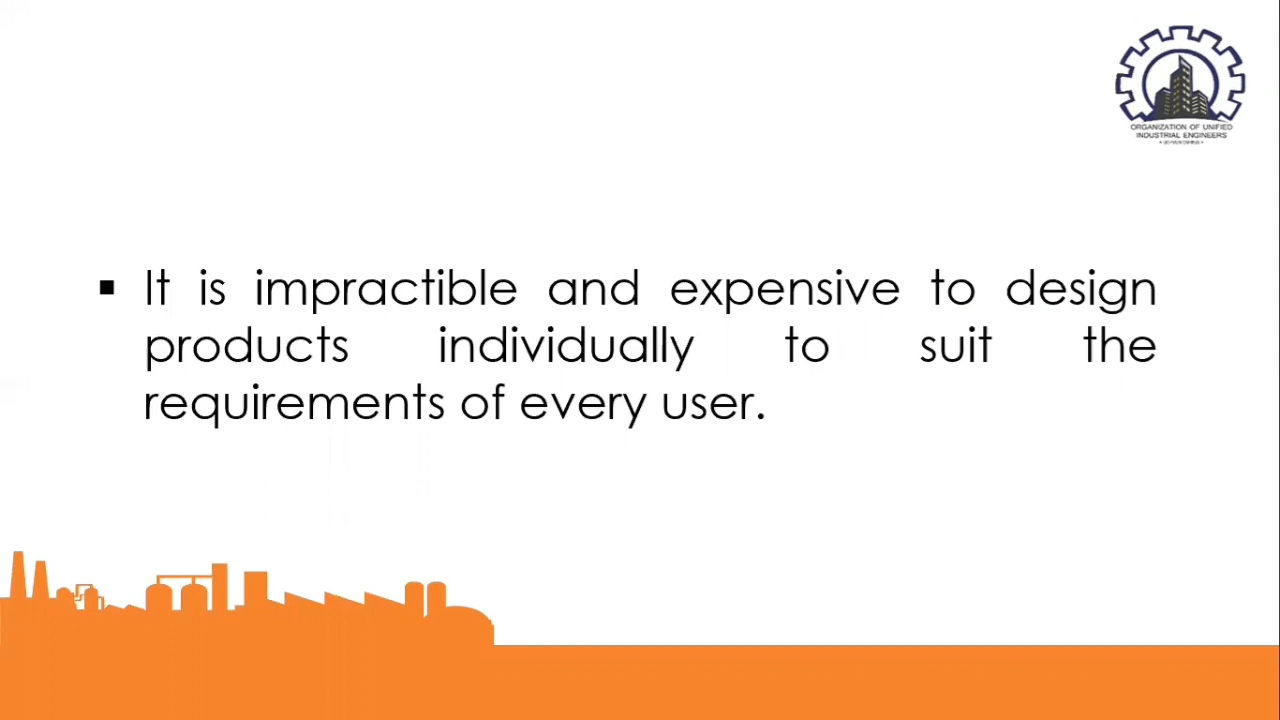 ORGANIZATION OF UNIFIED
INDUSTRIAL ENGINEERS
▪ It is impractible and expensive to design
products individually to suit the
requirements of every user.